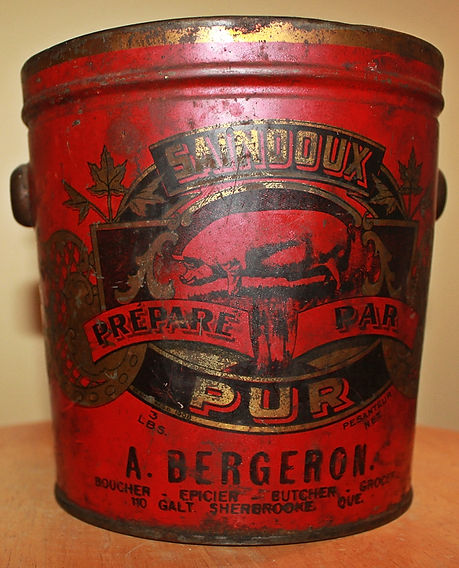 SAINDOUX
PRÉPARÉ PAR
PUR
3 LBS.
PESANTEUR NET
A. BERGERON.
BOUCHER - EPICIER - BUTCHER - GROCER
110 GALT SHERBROOKE, QUE.